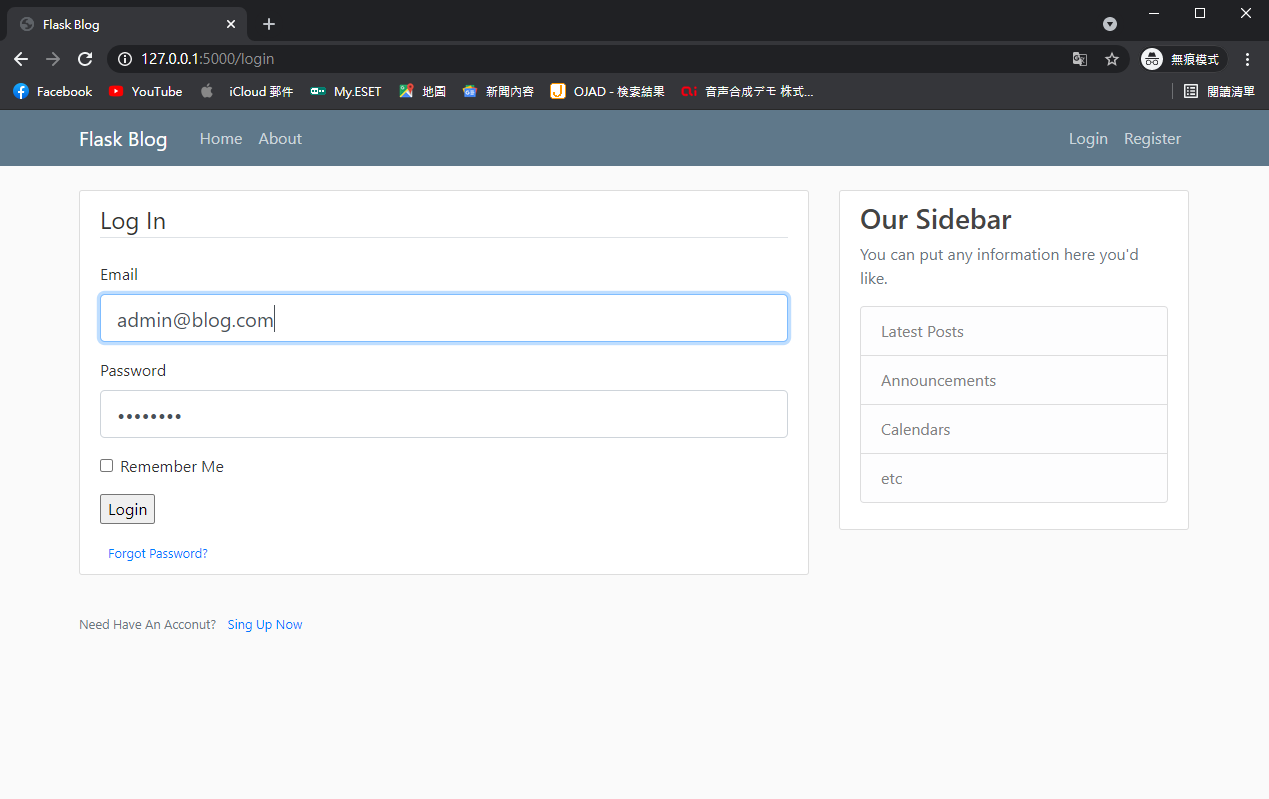 Flask Blog
127.0.0.1:5000/login
無痕模式
Facebook
YouTube
iCloud 郵件
My.ESET
地圖
新聞內容
OJAD - 検索結果
音声合成デモ 株式...
閱讀清單
Flask Blog
Home
About
Login
Register
Log In
Email
admin@blog.com
Password
••••••••
Remember Me
Login
Forgot Password?
Need Have An Acconut? Sing Up Now
Our Sidebar
You can put any information here you'd
like.
Latest Posts
Announcements
Calendars
etc